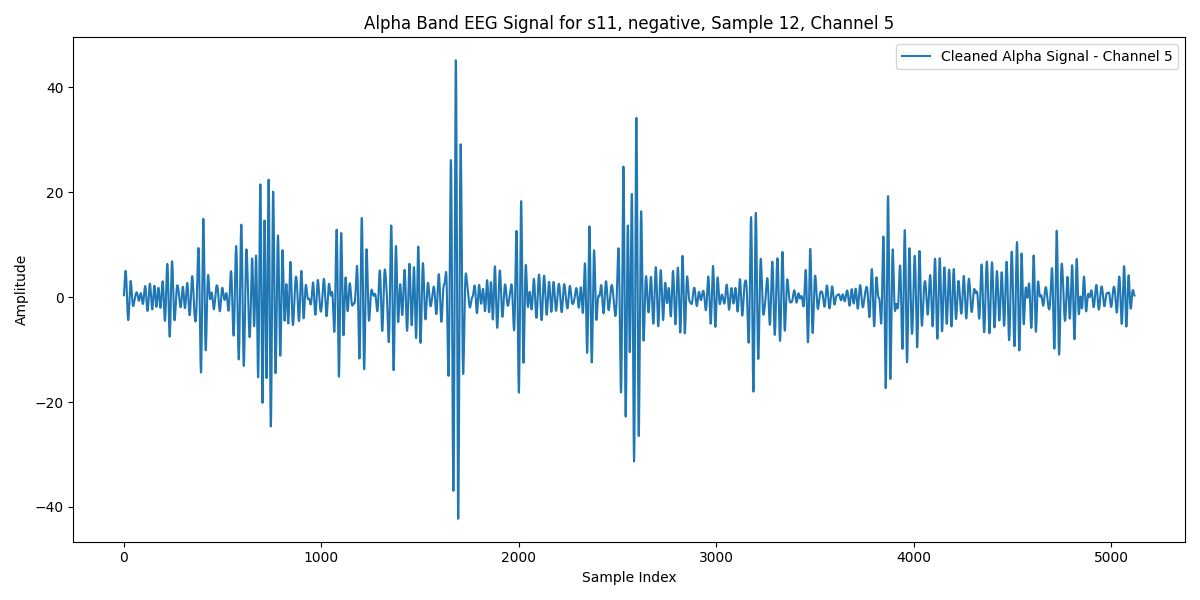 Alpha Band EEG Signal for s11, negative, Sample 12, Channel 5
Cleaned Alpha Signal - Channel 5
Amplitude
40
20
0
−20
−40
0 1000 2000 3000 4000 5000
Sample Index